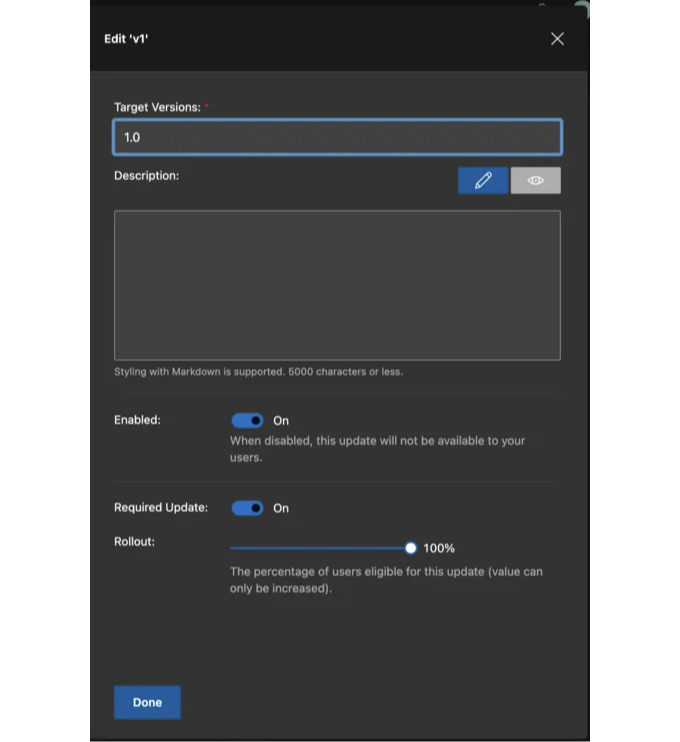 Edit 'v1'
Target Versions: *
1.0
Description:
Styling with Markdown is supported. 5000 characters or less.
Enabled:
On
When disabled, this update will not be available to your
users.
Required Update:
On
Rollout:
100%
The percentage of users eligible for this update (value can
only be increased).
Done